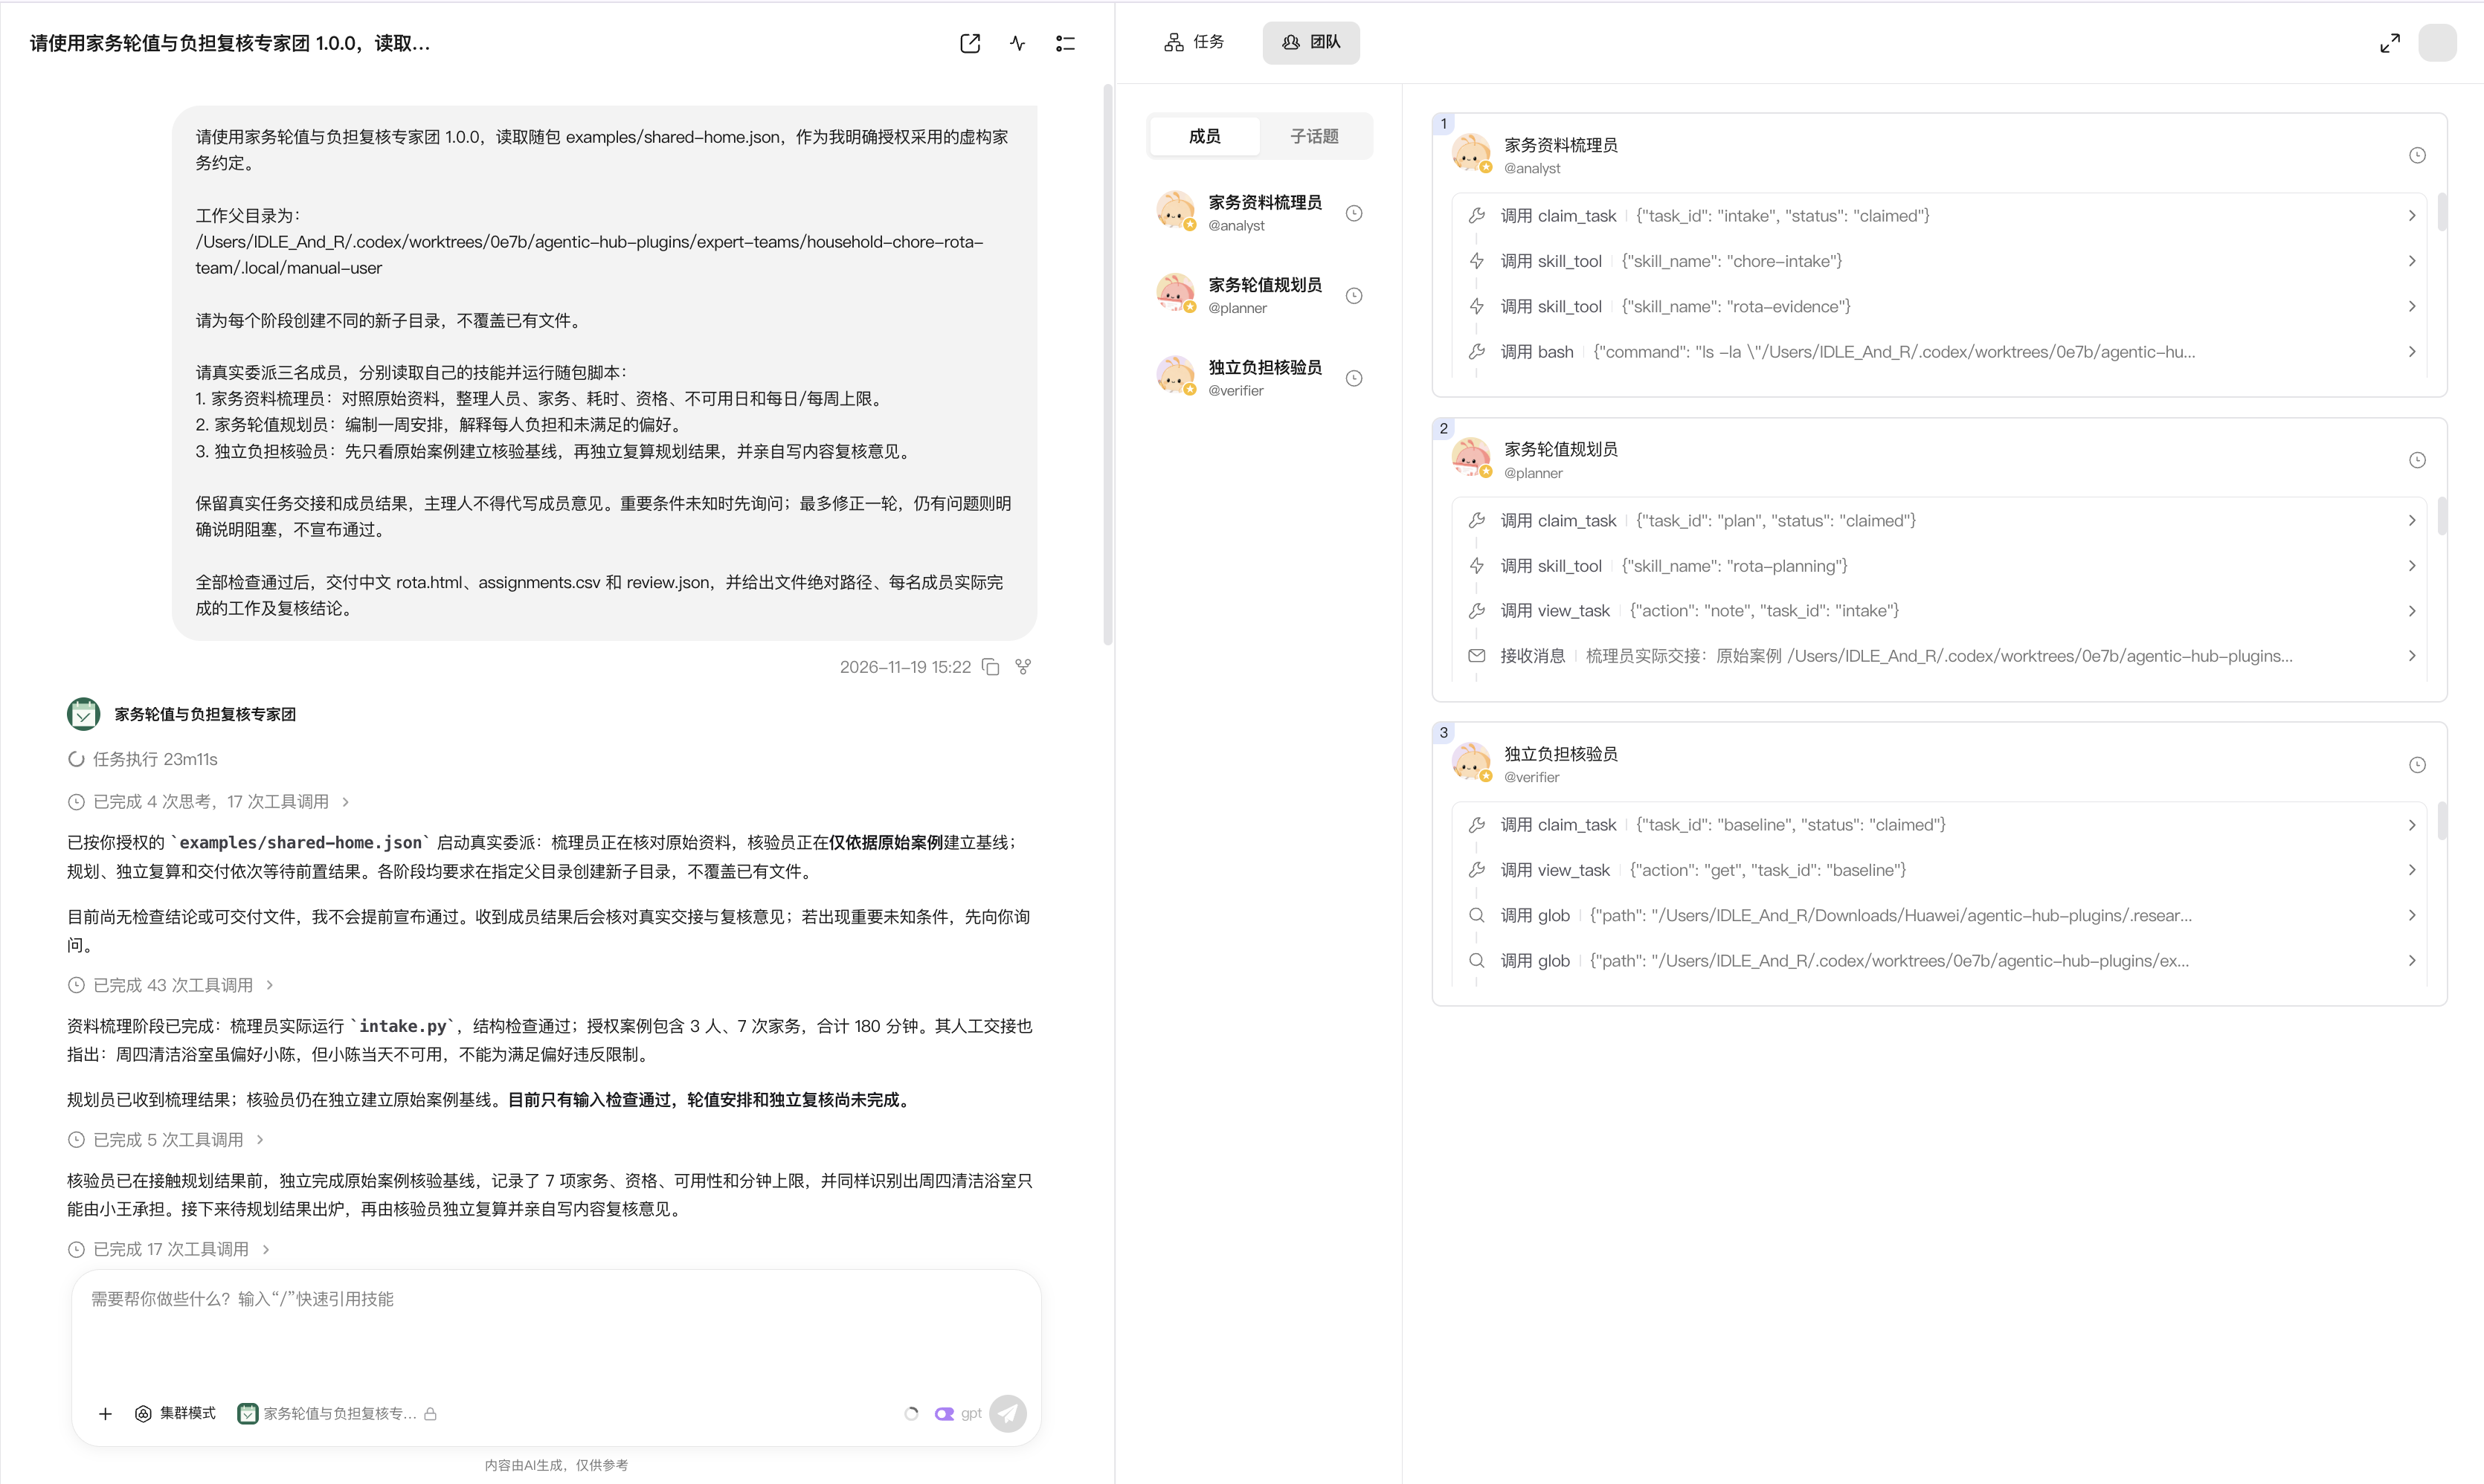 请使用家务轮值与负担复核专家团 1.0.0，读取...
请使用家务轮值与负担复核专家团 1.0.0，读取随包 examples/shared-home.json，作为我明确授权采用的虚构家
务约定。
工作父目录为：
/Users/IDLE_And_R/.codex/worktrees/0e7b/agentic-hub-plugins/expert-teams/household-chore-rota-
team/.local/manual-user
请为每个阶段创建不同的新子目录，不覆盖已有文件。
请真实委派三名成员，分别读取自己的技能并运行随包脚本：
1. 家务资料梳理员：对照原始资料，整理人员、家务、耗时、资格、不可用日和每日/每周上限。
2. 家务轮值规划员：编制一周安排，解释每人负担和未满足的偏好。
3. 独立负担核验员：先只看原始案例建立核验基线，再独立复算规划结果，并亲自写内容复核意见。
保留真实任务交接和成员结果，主理人不得代写成员意见。重要条件未知时先询问；最多修正一轮，仍有问题则明
确说明阻塞，不宣布通过。
全部检查通过后，交付中文 rota.html、assignments.csv 和 review.json，并给出文件绝对路径、每名成员实际完
成的工作及复核结论。
2026-11-19 15:22
家务轮值与负担复核专家团
任务执行 23m11s
已完成 4 次思考，17 次工具调用
已按你授权的 `examples/shared-home.json` 启动真实委派：梳理员正在核对原始资料，核验员正在仅依据原始案例建立基线；
规划、独立复算和交付依次等待前置结果。各阶段均要求在指定父目录创建新子目录，不覆盖已有文件。
目前尚无检查结论或可交付文件，我不会提前宣布通过。收到成员结果后会核对真实交接与复核意见；若出现重要未知条件，先向你询
问。
已完成 43 次工具调用
资料梳理阶段已完成：梳理员实际运行 `intake.py`，结构检查通过；授权案例包含 3 人、7 次家务，合计 180 分钟。其人工交接也
指出：周四清洁浴室虽偏好小陈，但小陈当天不可用，不能为满足偏好违反限制。
规划员已收到梳理结果；核验员仍在独立建立原始案例基线。目前只有输入检查通过，轮值安排和独立复核尚未完成。
已完成 5 次工具调用
核验员已在接触规划结果前，独立完成原始案例核验基线，记录了 7 项家务、资格、可用性和分钟上限，并同样识别出周四清洁浴室只
能由小王承担。接下来待规划结果出炉，再由核验员独立复算并亲自写内容复核意见。
已完成 17 次工具调用
需要帮你做些什么？输入“/”快速引用技能
集群模式
家务轮值与负担复核专...
gpt
内容由AI生成，仅供参考
任务
团队
成员
子话题
家务资料梳理员
@analyst
家务轮值规划员
@planner
独立负担核验员
@verifier
1
家务资料梳理员
@analyst
调用 claim_task {"task_id": "intake", "status": "claimed"}
调用 skill_tool {"skill_name": "chore-intake"}
调用 skill_tool {"skill_name": "rota-evidence"}
调用 bash {"command": "ls -la \"/Users/IDLE_And_R/.codex/worktrees/0e7b/agentic-hu...
2
家务轮值规划员
@planner
调用 claim_task {"task_id": "plan", "status": "claimed"}
调用 skill_tool {"skill_name": "rota-planning"}
调用 view_task {"action": "note", "task_id": "intake"}
接收消息 梳理员实际交接：原始案例 /Users/IDLE_And_R/.codex/worktrees/0e7b/agentic-hub-plugins...
3
独立负担核验员
@verifier
调用 claim_task {"task_id": "baseline", "status": "claimed"}
调用 view_task {"action": "get", "task_id": "baseline"}
调用 glob {"path": "/Users/IDLE_And_R/Downloads/Huawei/agentic-hub-plugins/.resear...
调用 glob {"path": "/Users/IDLE_And_R/.codex/worktrees/0e7b/agentic-hub-plugins/ex...